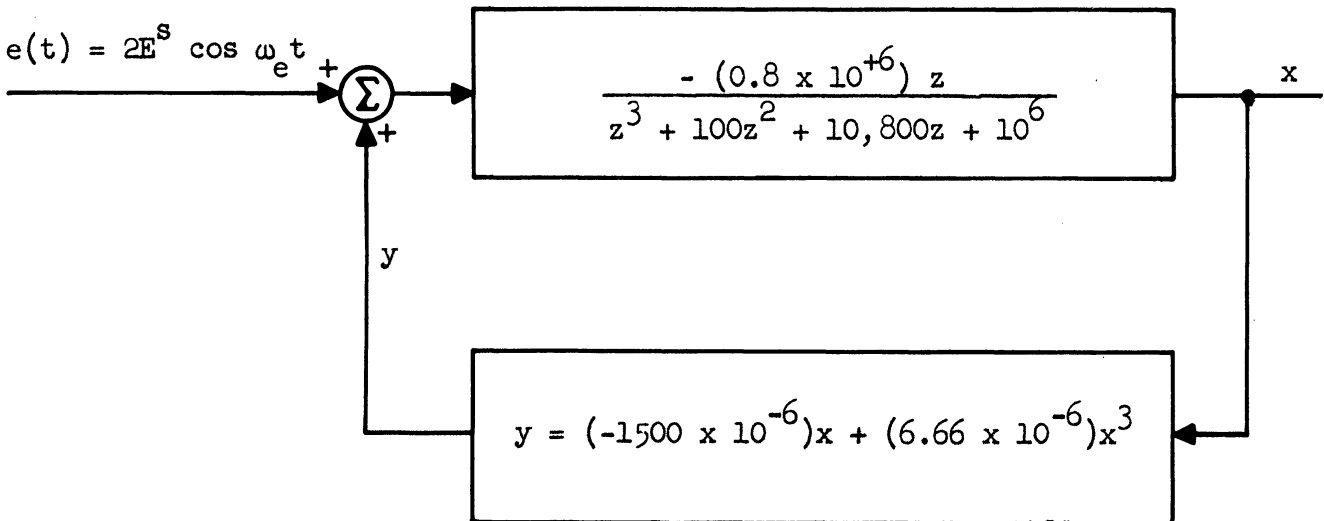 e(t) = 2E^s cos ω_e t
+
Σ
+
- (0.8 x 10^+6) z
z^3 + 100z^2 + 10,800z + 10^6
x
y
y = (-1500 x 10^-6)x + (6.66 x 10^-6)x^3